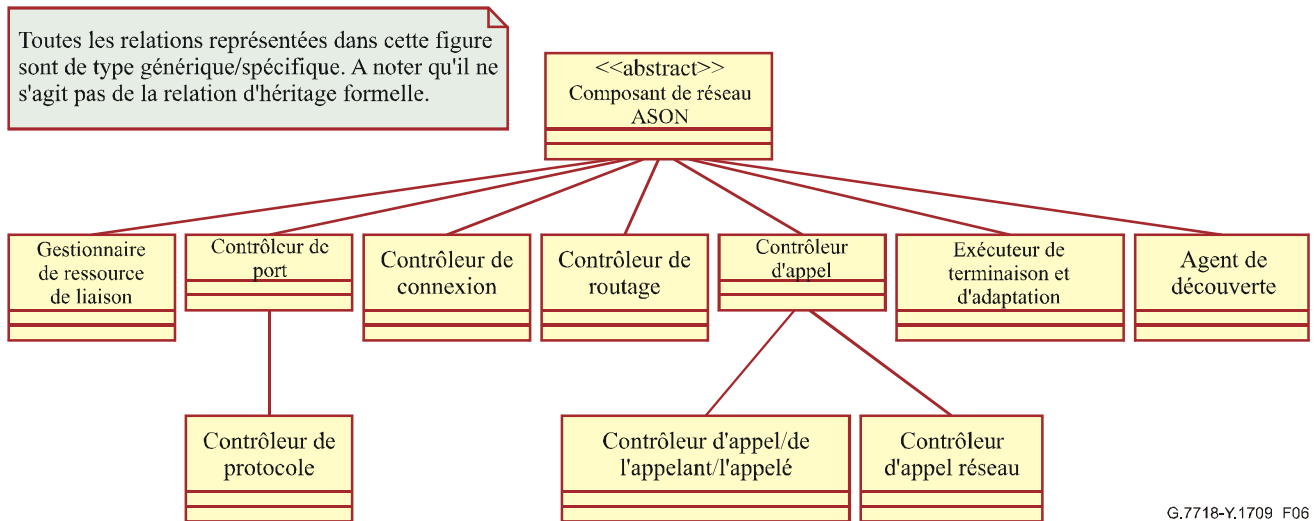 Toutes les relations représentées dans cette figure
sont de type générique/spécifique. A noter qu'il ne
s'agit pas de la relation d'héritage formelle.
<<abstract>>
Composant de réseau
ASON
Gestionnaire
de ressource
de liaison
Contrôleur de
port
Contrôleur de
connexion
Contrôleur de
routage
Contrôleur
d'appel
Exécuteur de
terminaison et
d'adaptation
Agent de
découverte
Contrôleur de
protocole
Contrôleur d'appel/de
l'appelant/l'appelé
Contrôleur
d'appel réseau
G.7718-Y.1709_F06